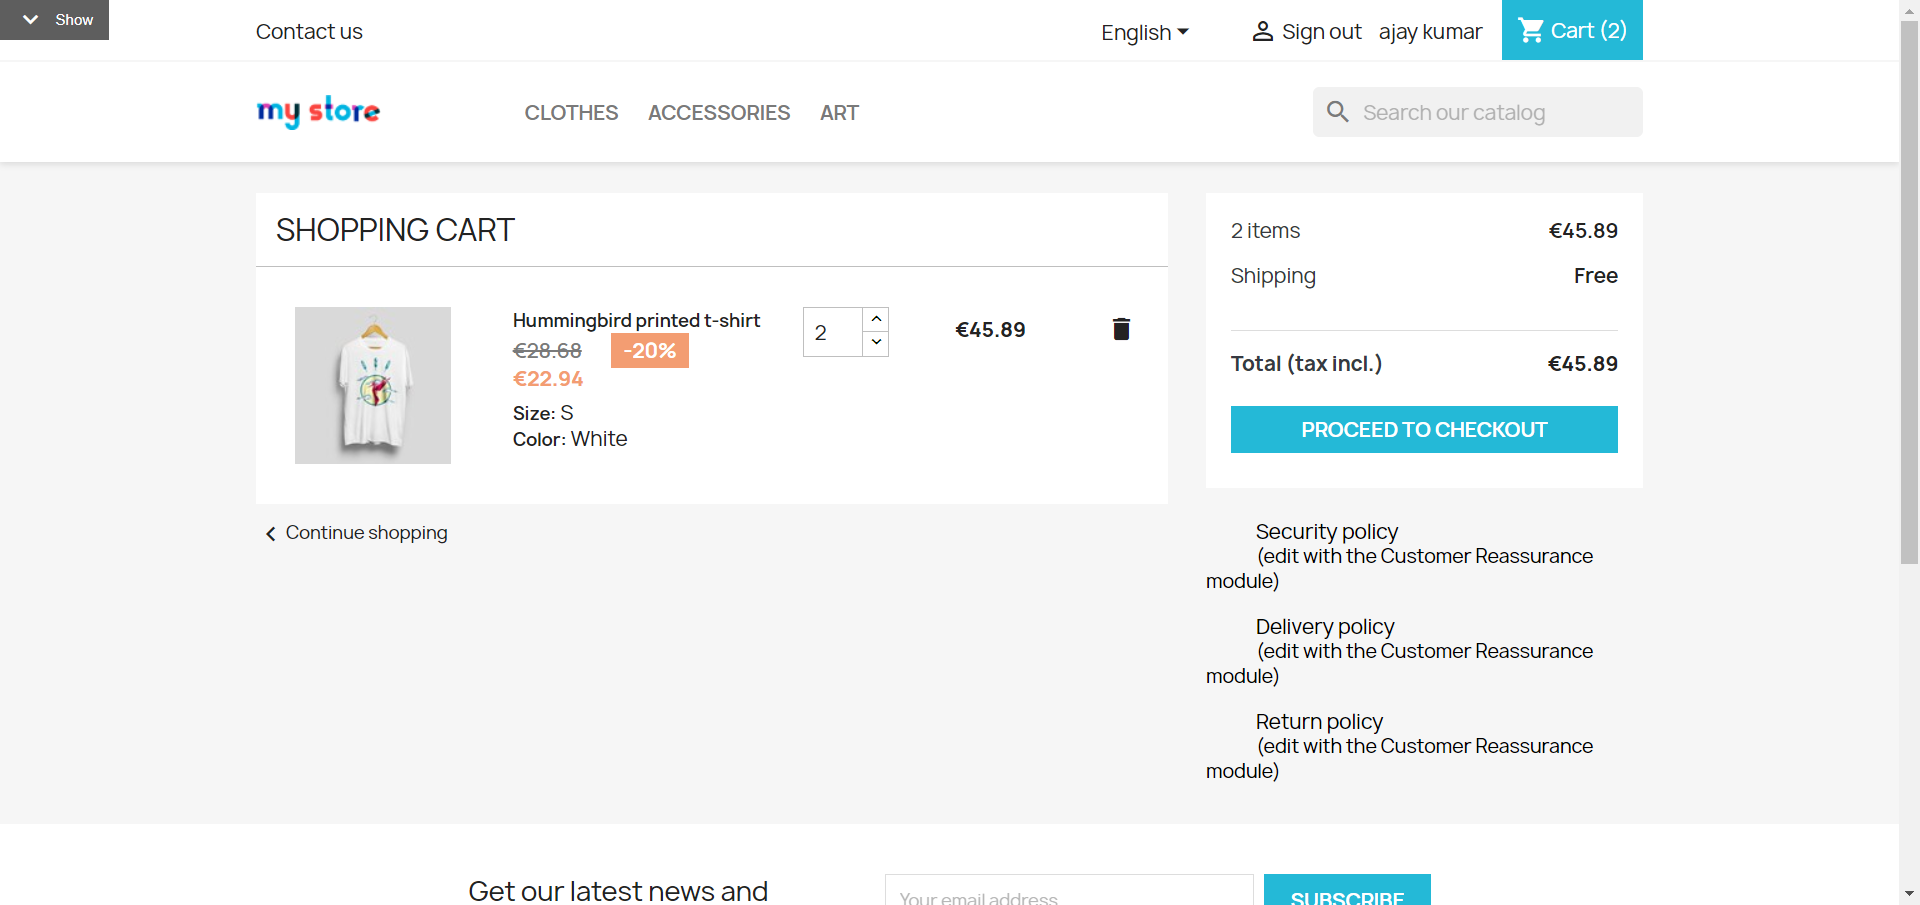 Show
Contact us
English
Sign out
ajay kumar
Cart (2)
my store
CLOTHES
ACCESSORIES
ART
Search our catalog
SHOPPING CART
Hummingbird printed t-shirt
€28.68
-20%
€22.94
Size: S
Color: White
2
€45.89
Continue shopping
2 items
€45.89
Shipping
Free
Total (tax incl.)
€45.89
PROCEED TO CHECKOUT
Security policy
(edit with the Customer Reassurance
module)
Delivery policy
(edit with the Customer Reassurance
module)
Return policy
(edit with the Customer Reassurance
module)
Get our latest news and
Your email address
SUBSCRIBE